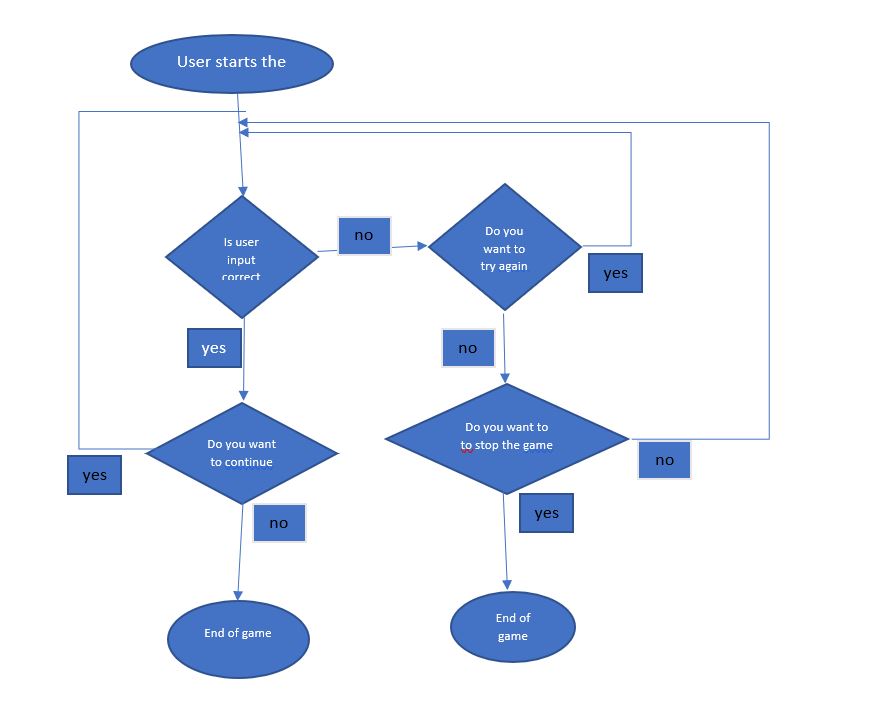 User starts the
Is user
input
correct
no
Do you
want to
try again
yes
yes
no
Do you want
to continue
Do you want to
to stop the game
yes
no
no
yes
End of game
End of
game